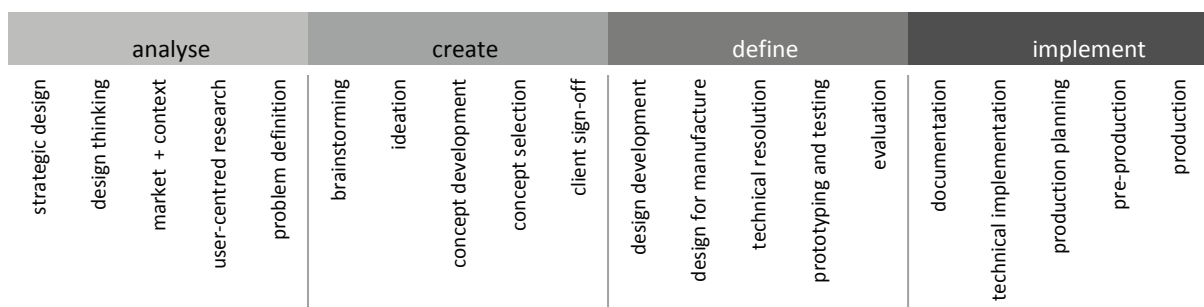 analyse
create
define
implement
strategic design
design thinking
market + context
user-centred research
problem definition
brainstorming
ideation
concept development
concept selection
client sign-off
design development
design for manufacture
technical resolution
prototyping and testing
evaluation
documentation
technical implementation
production planning
pre-production
production